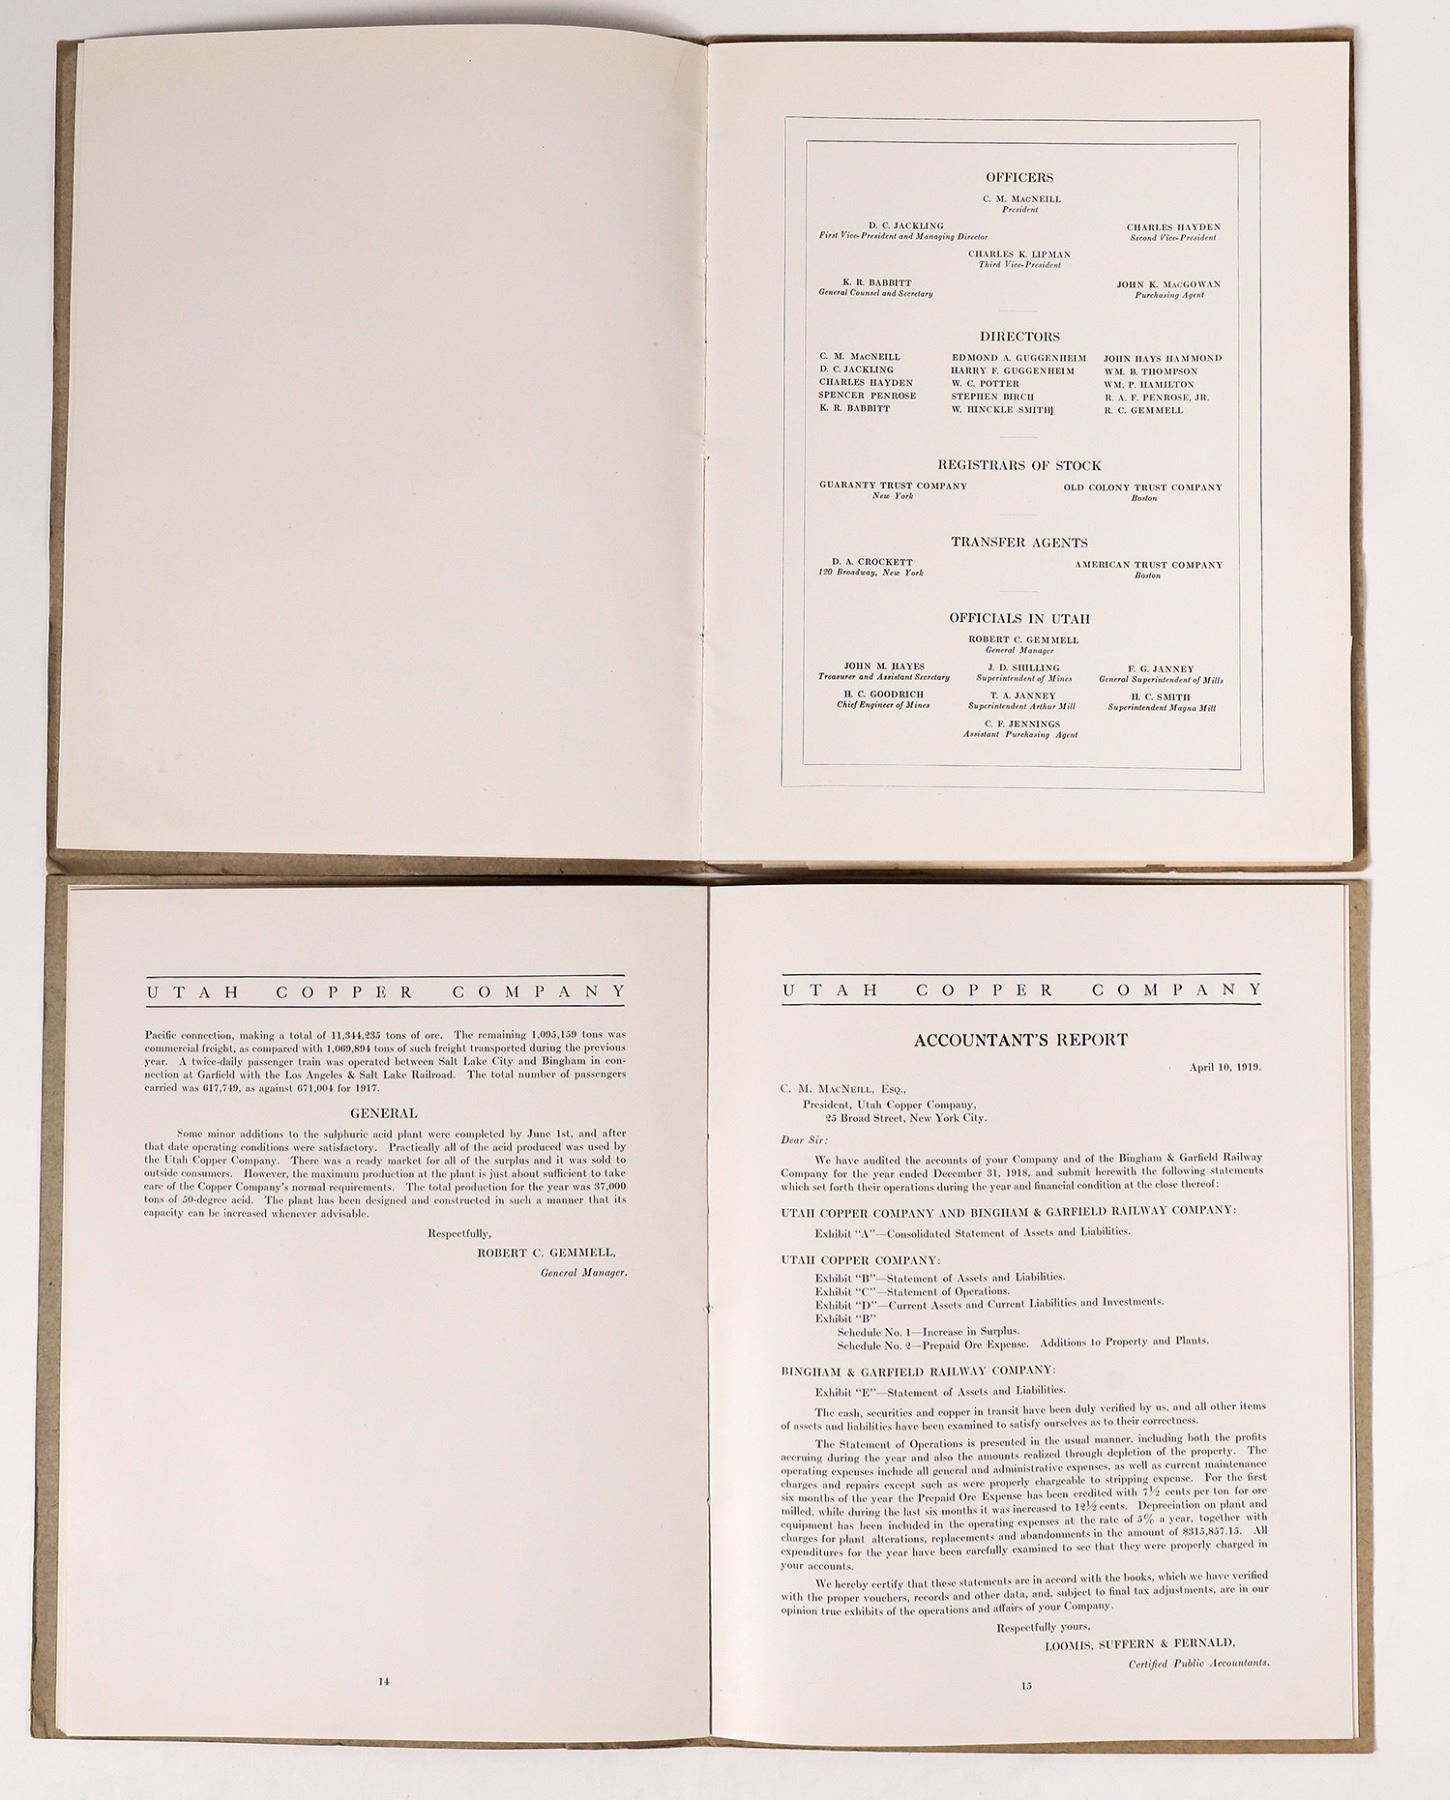 OFFICERS
C. M. MacNEILL
President
D. C. JACKLING
First Vice-President and Managing Director
CHARLES HAYDEN
Second Vice-President
CHARLES K. LIPMAN
Third Vice-President
K. R. BABBITT
General Counsel and Secretary
JOHN K. MacGOWAN
Purchasing Agent
DIRECTORS
C. M. MacNEILL EDMOND A. GUGGENHEIM JOHN HAYS HAMMOND
D. C. JACKLING HARRY F. GUGGENHEIM WM. B. THOMPSON
CHARLES HAYDEN W. C. POTTER WM. P. HAMILTON
SPENCER PENROSE STEPHEN BIRCH R. A. F. PENROSE, JR.
K. R. BABBITT W. HINCKLE SMITH R. C. GEMMELL
REGISTRARS OF STOCK
GUARANTY TRUST COMPANY OLD COLONY TRUST COMPANY
New York Boston
TRANSFER AGENTS
D. A. CROCKETT AMERICAN TRUST COMPANY
120 Broadway, New York Boston
OFFICIALS IN UTAH
ROBERT C. GEMMELL
General Manager
JOHN M. HAYES J. D. SHILLING F. G. JANNEY
Treasurer and Assistant Secretary Superintendent of Mines General Superintendent of Mills
H. C. GOODRICH T. A. JANNEY H. C. SMITH
Chief Engineer of Mines Superintendent Arthur Mill Superintendent Magna Mill
C. F. JENNINGS
Assistant Purchasing Agent
UTAH COPPER COMPANY
Pacific connection, making a total of 11,344,235 tons of ore. The remaining 1,095,159 tons was
commercial freight, as compared with 1,069,894 tons of such freight transported during the previous
year. A twice-daily passenger train was operated between Salt Lake City and Bingham in con-
nection at Garfield with the Los Angeles & Salt Lake Railroad. The total number of passengers
carried was 617,749, as against 671,004 for 1917.
GENERAL
Some minor additions to the sulphuric acid plant were completed by June 1st, and after
that date operating conditions were satisfactory. Practically all of the acid produced was used by
the Utah Copper Company. There was a ready market for all of the surplus and it was sold to
outside consumers. However, the maximum production at the plant is just about sufficient to take
care of the Copper Company's normal requirements. The total production for the year was 37,000
tons of 50-degree acid. The plant has been designed and constructed in such a manner that its
capacity can be increased whenever advisable.
Respectfully,
ROBERT C. GEMMELL,
General Manager.
14
UTAH COPPER COMPANY
ACCOUNTANT'S REPORT
April 10, 1919.
C. M. MacNeill, Esq.,
President, Utah Copper Company,
25 Broad Street, New York City.
Dear Sir:
We have audited the accounts of your Company and of the Bingham & Garfield Railway
Company for the year ended December 31, 1918, and submit herewith the following statements
which set forth their operations during the year and financial condition at the close thereof:
UTAH COPPER COMPANY AND BINGHAM & GARFIELD RAILWAY COMPANY:
Exhibit "A"—Consolidated Statement of Assets and Liabilities.
UTAH COPPER COMPANY:
Exhibit "B"—Statement of Assets and Liabilities.
Exhibit "C"—Statement of Operations.
Exhibit "D"—Current Assets and Current Liabilities and Investments.
Exhibit "B"
Schedule No. 1—Increase in Surplus.
Schedule No. 2—Prepaid Ore Expense. Additions to Property and Plants.
BINGHAM & GARFIELD RAILWAY COMPANY:
Exhibit "E"—Statement of Assets and Liabilities.
The cash, securities and copper in transit have been duly verified by us, and all other items
of assets and liabilities have been examined to satisfy ourselves as to their correctness.
The Statement of Operations is presented in the usual manner, including both the profits
accruing during the year and also the amounts realized through depletion of the property. The
operating expenses include all general and administrative expenses, as well as current maintenance
charges and repairs except such as were properly chargeable to stripping expense. For the first
six months of the year the Prepaid Ore Expense has been credited with 7½ cents per ton for ore
milled, while during the last six months it was increased to 12½ cents. Depreciation on plant and
equipment has been included in the operating expenses at the rate of 5% a year, together with
charges for plant alterations, replacements and abandonments in the amount of $315,857.15. All
expenditures for the year have been carefully examined to see that they were properly charged in
your accounts.
We hereby certify that these statements are in accord with the books, which we have verified
with the proper vouchers, records and other data, and, subject to final tax adjustments, are in our
opinion true exhibits of the operations and affairs of your Company.
Respectfully yours,
LOOMIS, SUFFERN & FERNALD,
Certified Public Accountants.
15